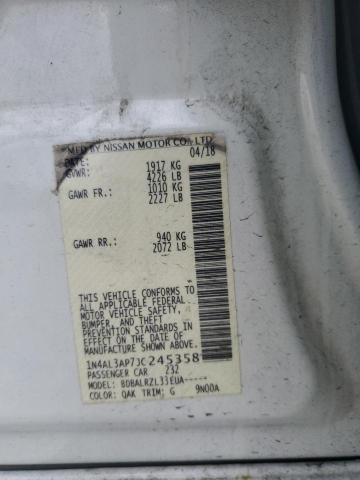 MFD BY NISSAN MOTOR CO., LTD.
DATE: 04/18
GVWR: 1917 KG
4226 LB
GAWR FR.: 1010 KG
2227 LB
GAWR RR.: 940 KG
2072 LB
THIS VEHICLE CONFORMS TO
ALL APPLICABLE FEDERAL
MOTOR VEHICLE SAFETY,
BUMPER, AND THEFT
PREVENTION STANDARDS IN
EFFECT ON THE DATE OF
MANUFACTURE SHOWN ABOVE.
1N4AL3AP7JC245358
PASSENGER CAR 232
MODEL: BDBALRZL33EUA-----
COLOR: QAK TRIM: G 9N00A